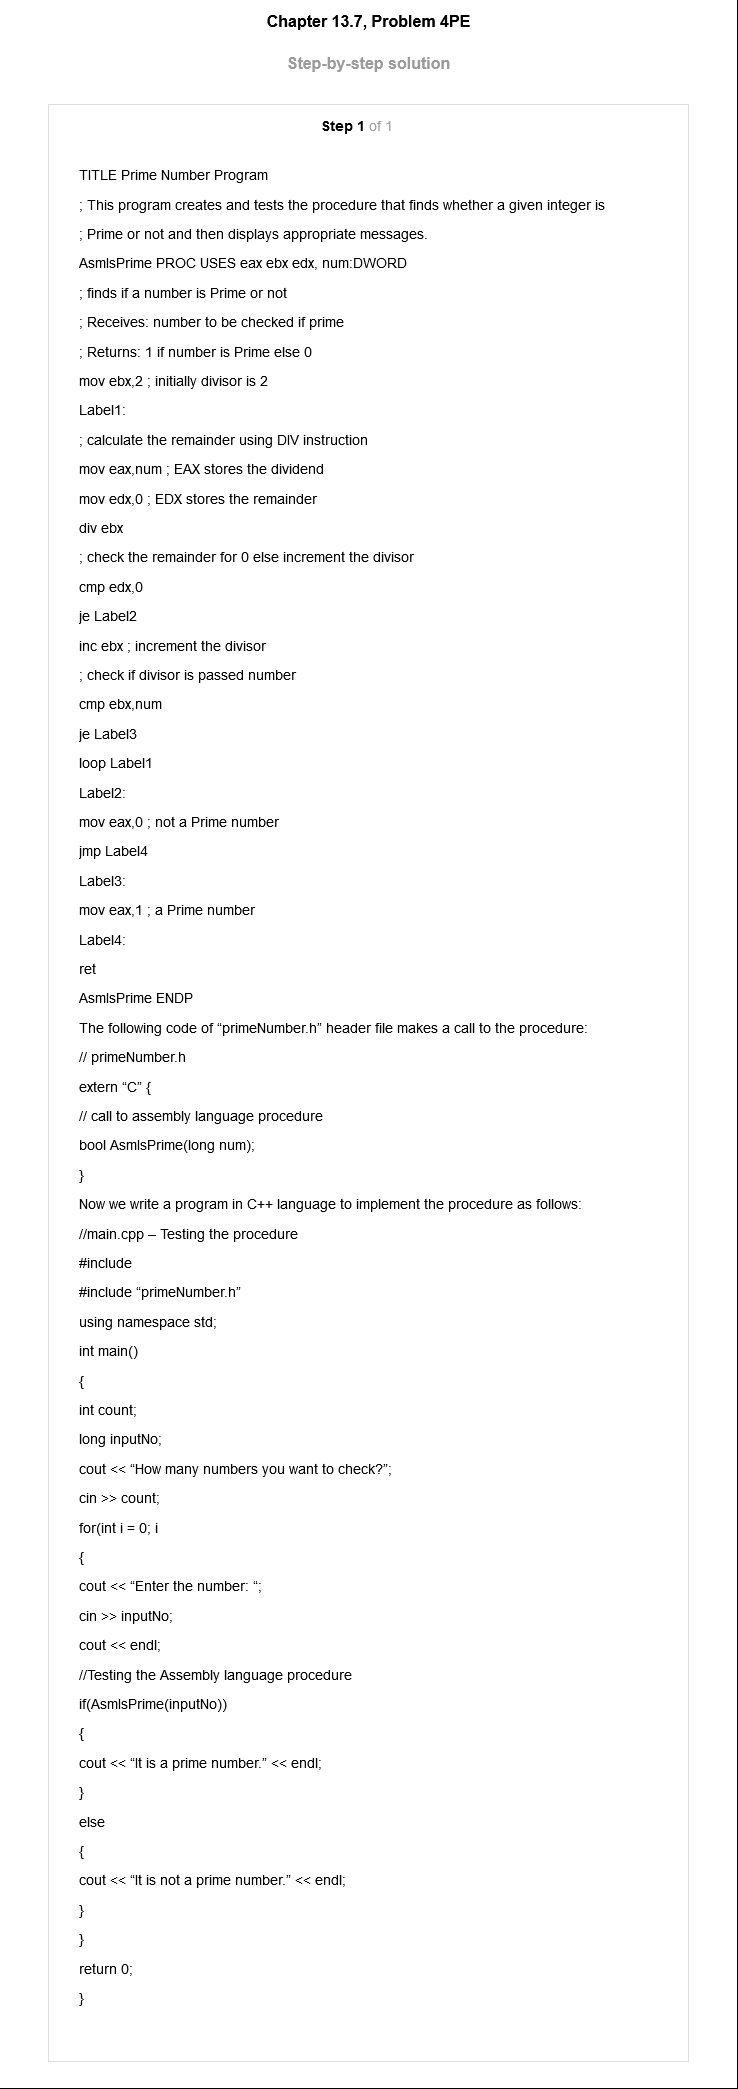 Chapter 13.7, Problem 4PE
Step-by-step solution
Step 1 of 1
TITLE Prime Number Program
; This program creates and tests the procedure that finds whether a given integer is
; Prime or not and then displays appropriate messages.
AsmIsPrime PROC USES eax ebx edx, num:DWORD
; finds if a number is Prime or not
; Receives: number to be checked if prime
; Returns: 1 if number is Prime else 0
mov ebx,2 ; initially divisor is 2
Label1:
; calculate the remainder using DIV instruction
mov eax,num ; EAX stores the dividend
mov edx,0 ; EDX stores the remainder
div ebx
; check the remainder for 0 else increment the divisor
cmp edx,0
je Label2
inc ebx ; increment the divisor
; check if divisor is passed number
cmp ebx,num
je Label3
loop Label1
Label2:
mov eax,0 ; not a Prime number
jmp Label4
Label3:
mov eax,1 ; a Prime number
Label4:
ret
AsmIsPrime ENDP
The following code of “primeNumber.h” header file makes a call to the procedure:
// primeNumber.h
extern “C” {
// call to assembly language procedure
bool AsmIsPrime(long num);
}
Now we write a program in C++ language to implement the procedure as follows:
//main.cpp – Testing the procedure
#include
#include “primeNumber.h”
using namespace std;
int main()
{
int count;
long inputNo;
cout << “How many numbers you want to check?”;
cin >> count;
for(int i = 0; i
{
cout << “Enter the number: “;
cin >> inputNo;
cout << endl;
//Testing the Assembly language procedure
if(AsmIsPrime(inputNo))
{
cout << “It is a prime number.” << endl;
}
else
{
cout << “It is not a prime number.” << endl;
}
}
return 0;
}